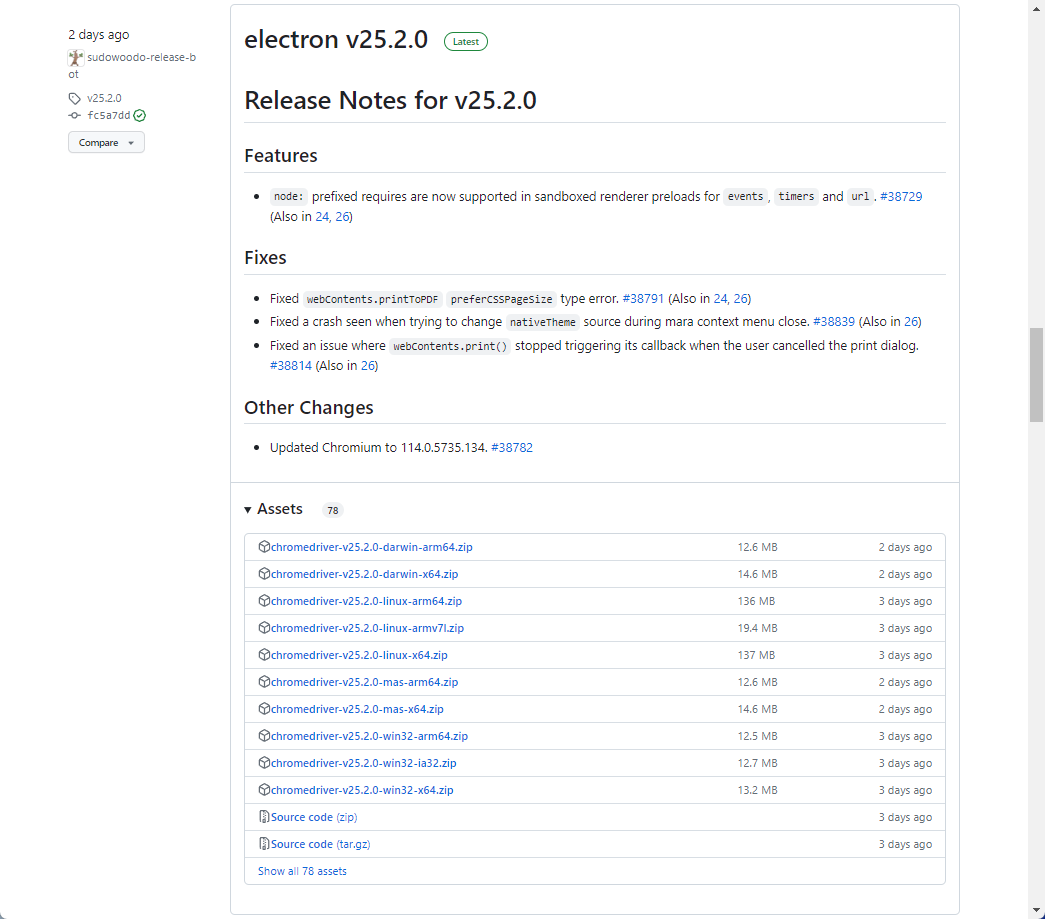 2 days ago
sudowoodo-release-b
ot
v25.2.0
fc5a7dd
Compare
electron v25.2.0 Latest
Release Notes for v25.2.0
Features
node: prefixed requires are now supported in sandboxed renderer preloads for events, timers and url. #38729
(Also in 24, 26)
Fixes
Fixed webContents.printToPDF preferCSSPageSize type error. #38791 (Also in 24, 26)
Fixed a crash seen when trying to change nativeTheme source during mara context menu close. #38839 (Also in 26)
Fixed an issue where webContents.print() stopped triggering its callback when the user cancelled the print dialog.
#38814 (Also in 26)
Other Changes
Updated Chromium to 114.0.5735.134. #38782
Assets 78
chromedriver-v25.2.0-darwin-arm64.zip 12.6 MB 2 days ago
chromedriver-v25.2.0-darwin-x64.zip 14.6 MB 2 days ago
chromedriver-v25.2.0-linux-arm64.zip 136 MB 3 days ago
chromedriver-v25.2.0-linux-armv7l.zip 19.4 MB 3 days ago
chromedriver-v25.2.0-linux-x64.zip 137 MB 3 days ago
chromedriver-v25.2.0-mas-arm64.zip 12.6 MB 2 days ago
chromedriver-v25.2.0-mas-x64.zip 14.6 MB 2 days ago
chromedriver-v25.2.0-win32-arm64.zip 12.5 MB 3 days ago
chromedriver-v25.2.0-win32-ia32.zip 12.7 MB 3 days ago
chromedriver-v25.2.0-win32-x64.zip 13.2 MB 3 days ago
Source code (zip) 3 days ago
Source code (tar.gz) 3 days ago
Show all 78 assets